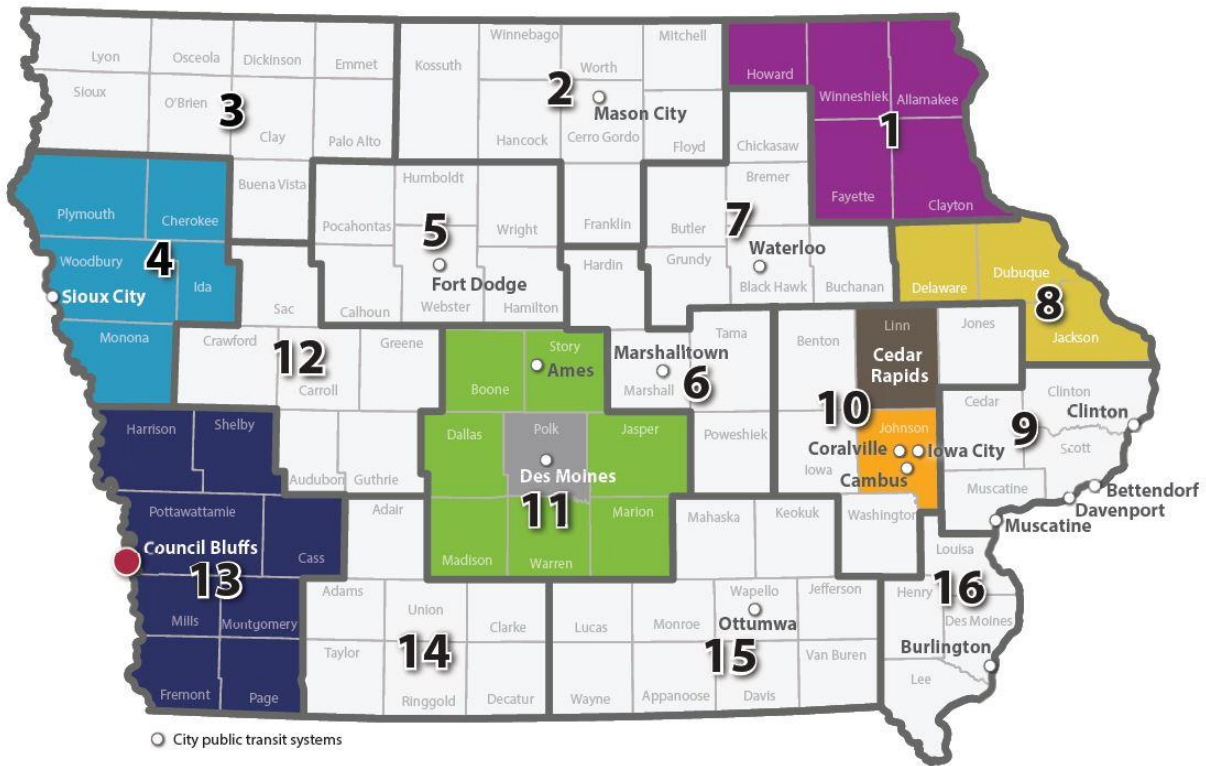 Lyon
Osceola
Dickinson
Emmet
Sioux
O'Brien
Clay
Palo Alto
3
Buena Vista
Winnebago
Mitchell
Kossuth
Worth
2
Mason City
Hancock
Cerro Gordo
Floyd
Franklin
Howard
Winneshiek
Allamakee
1
Fayette
Clayton
Plymouth
Cherokee
Woodbury
4
Ida
Sioux City
Monona
Humboldt
Pocahontas
5
Wright
Fort Dodge
Calhoun
Webster
Hamilton
Chickasaw
Bremer
Butler
7
Waterloo
Grundy
Black Hawk
Buchanan
Hardin
Delaware
Dubuque
8
Jackson
Sac
Crawford
Greene
12
Carroll
Audubon
Guthrie
Story
Ames
Boone
Dallas
Polk
Jasper
Des Moines
11
Marion
Madison
Warren
Tama
Marshalltown
Marshall
6
Poweshiek
Benton
Linn
Jones
Cedar
Rapids
10
Johnson
Coralville
Iowa City
Iowa
Cambus
Washington
Clinton
Cedar
Clinton
9
Scott
Muscatine
Bettendorf
Davenport
Muscatine
Harrison
Shelby
Pottawattamie
Council Bluffs
Cass
13
Mills
Montgomery
Fremont
Page
Adair
Adams
Union
Clarke
14
Taylor
Ringgold
Decatur
Mahaska
Keokuk
Wapello
Jefferson
Lucas
Monroe
Ottumwa
15
Van Buren
Wayne
Appanoose
Davis
Louisa
16
Henry
Des Moines
Burlington
Lee
City public transit systems